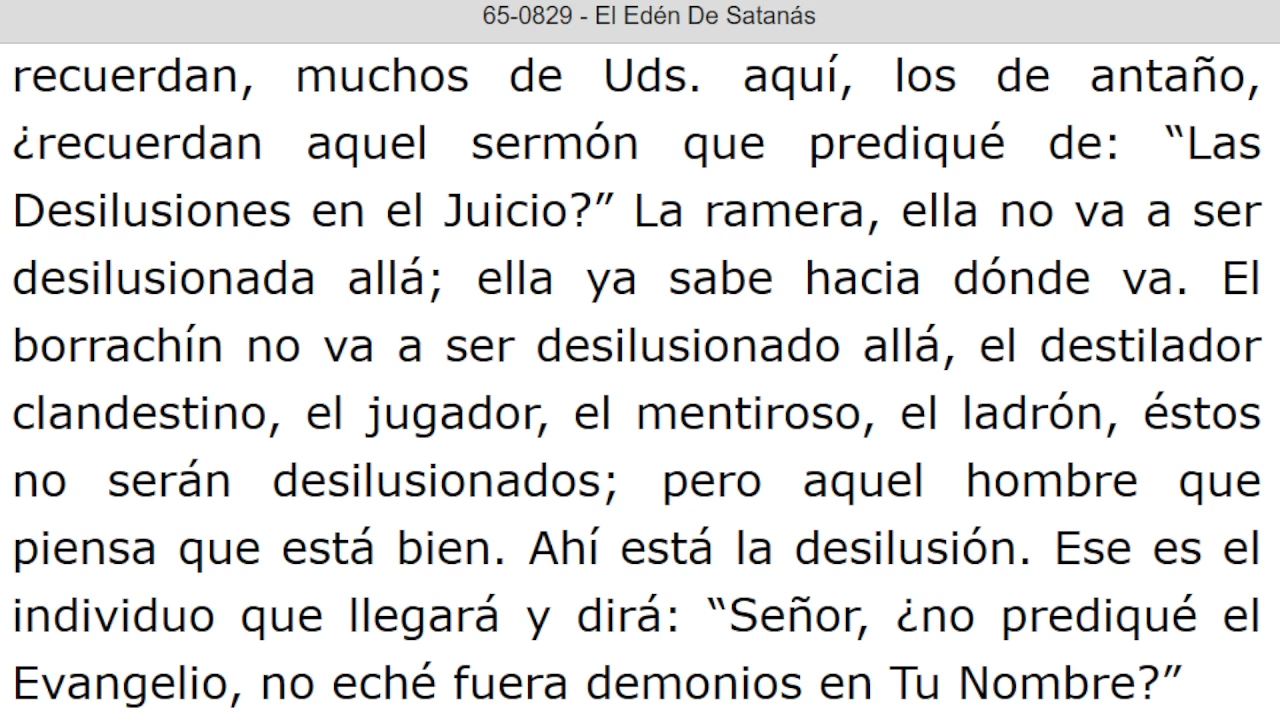 65-0829 - El Edén De Satanás
recuerdan, muchos de Uds. aquí, los de antaño,
¿recuerdan aquel sermón que prediqué de: “Las
Desilusiones en el Juicio?” La ramera, ella no va a ser
desilusionada allá; ella ya sabe hacia dónde va. El
borrachín no va a ser desilusionado allá, el destilador
clandestino, el jugador, el mentiroso, el ladrón, éstos
no serán desilusionados; pero aquel hombre que
piensa que está bien. Ahí está la desilusión. Ese es el
individuo que llegará y dirá: “Señor, ¿no prediqué el
Evangelio, no eché fuera demonios en Tu Nombre?”